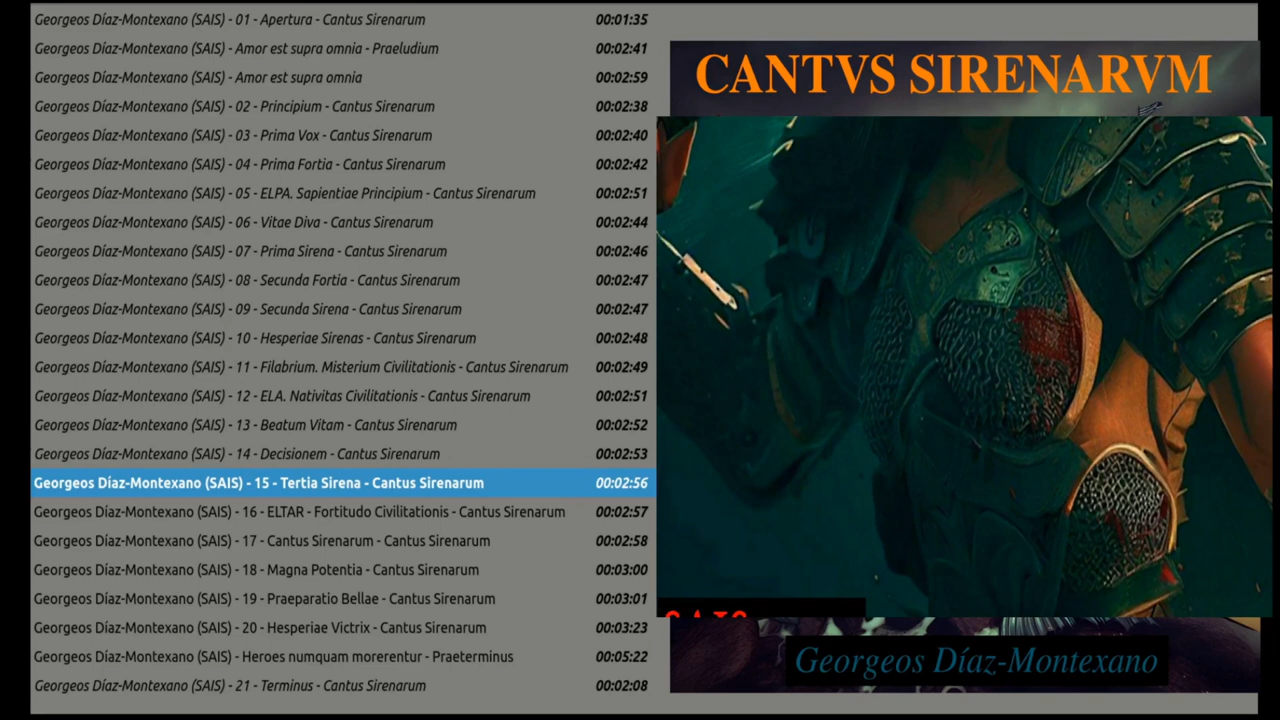 Georgeos Díaz-Montexano (SAIS) - 01 - Apertura - Cantus Sirenarum 00:01:35
Georgeos Díaz-Montexano (SAIS) - Amor est supra omnia - Praeludium 00:02:41
Georgeos Díaz-Montexano (SAIS) - Amor est supra omnia 00:02:59
Georgeos Díaz-Montexano (SAIS) - 02 - Principium - Cantus Sirenarum 00:02:38
Georgeos Díaz-Montexano (SAIS) - 03 - Prima Vox - Cantus Sirenarum 00:02:40
Georgeos Díaz-Montexano (SAIS) - 04 - Prima Fortia - Cantus Sirenarum 00:02:42
Georgeos Díaz-Montexano (SAIS) - 05 - ELPA. Sapientiae Principium - Cantus Sirenarum 00:02:51
Georgeos Díaz-Montexano (SAIS) - 06 - Vitae Diva - Cantus Sirenarum 00:02:44
Georgeos Díaz-Montexano (SAIS) - 07 - Prima Sirena - Cantus Sirenarum 00:02:46
Georgeos Díaz-Montexano (SAIS) - 08 - Secunda Fortia - Cantus Sirenarum 00:02:47
Georgeos Díaz-Montexano (SAIS) - 09 - Secunda Sirena - Cantus Sirenarum 00:02:47
Georgeos Díaz-Montexano (SAIS) - 10 - Hesperiae Sirenas - Cantus Sirenarum 00:02:48
Georgeos Díaz-Montexano (SAIS) - 11 - Filabrium. Misterium Civilitationis - Cantus Sirenarum 00:02:49
Georgeos Díaz-Montexano (SAIS) - 12 - ELA. Nativitas Civilitationis - Cantus Sirenarum 00:02:51
Georgeos Díaz-Montexano (SAIS) - 13 - Beatum Vitam - Cantus Sirenarum 00:02:52
Georgeos Díaz-Montexano (SAIS) - 14 - Decisionem - Cantus Sirenarum 00:02:53
Georgeos Díaz-Montexano (SAIS) - 15 - Tertia Sirena - Cantus Sirenarum 00:02:56
Georgeos Díaz-Montexano (SAIS) - 16 - ELTAR - Fortitudo Civilitationis - Cantus Sirenarum 00:02:57
Georgeos Díaz-Montexano (SAIS) - 17 - Cantus Sirenarum - Cantus Sirenarum 00:02:58
Georgeos Díaz-Montexano (SAIS) - 18 - Magna Potentia - Cantus Sirenarum 00:03:00
Georgeos Díaz-Montexano (SAIS) - 19 - Praeparatio Bellae - Cantus Sirenarum 00:03:01
Georgeos Díaz-Montexano (SAIS) - 20 - Hesperiae Victrix - Cantus Sirenarum 00:03:23
Georgeos Díaz-Montexano (SAIS) - Heroes numquam morerentur - Praeterminus 00:05:22
Georgeos Díaz-Montexano (SAIS) - 21 - Terminus - Cantus Sirenarum 00:02:08
CANTVS SIRENARVM
Georgeos Díaz-Montexano